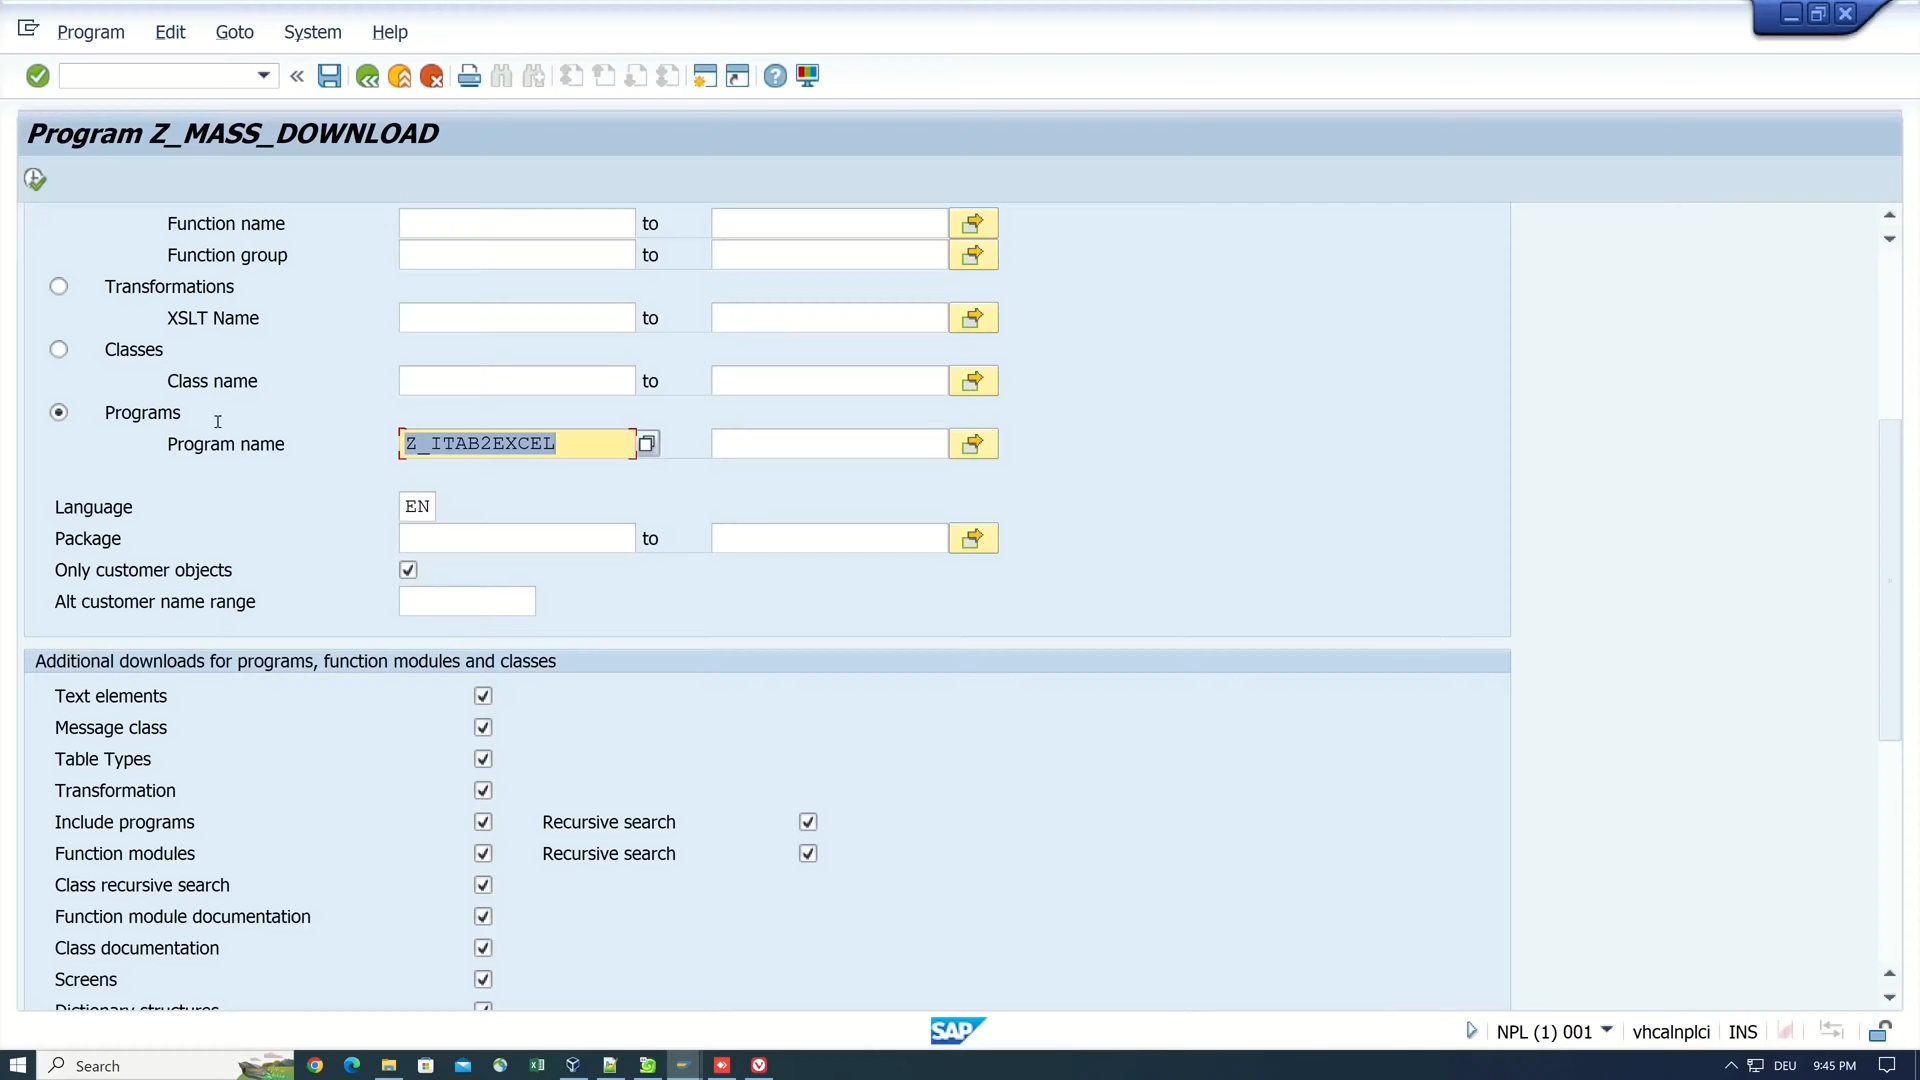 Program Edit Goto System Help
Program Z_MASS_DOWNLOAD
Function name to
Function group to
Transformations
XSLT Name to
Classes
Class name to
Programs
Program name Z_ITAB2EXCEL
Language EN
Package to
Only customer objects
Alt customer name range
Additional downloads for programs, function modules and classes
Text elements
Message class
Table Types
Transformation
Include programs Recursive search
Function modules Recursive search
Class recursive search
Function module documentation
Class documentation
Screens
Dictionary structures
SAP NPL (1) 001 vhcalnplci INS
Search DEU 9:45 PM